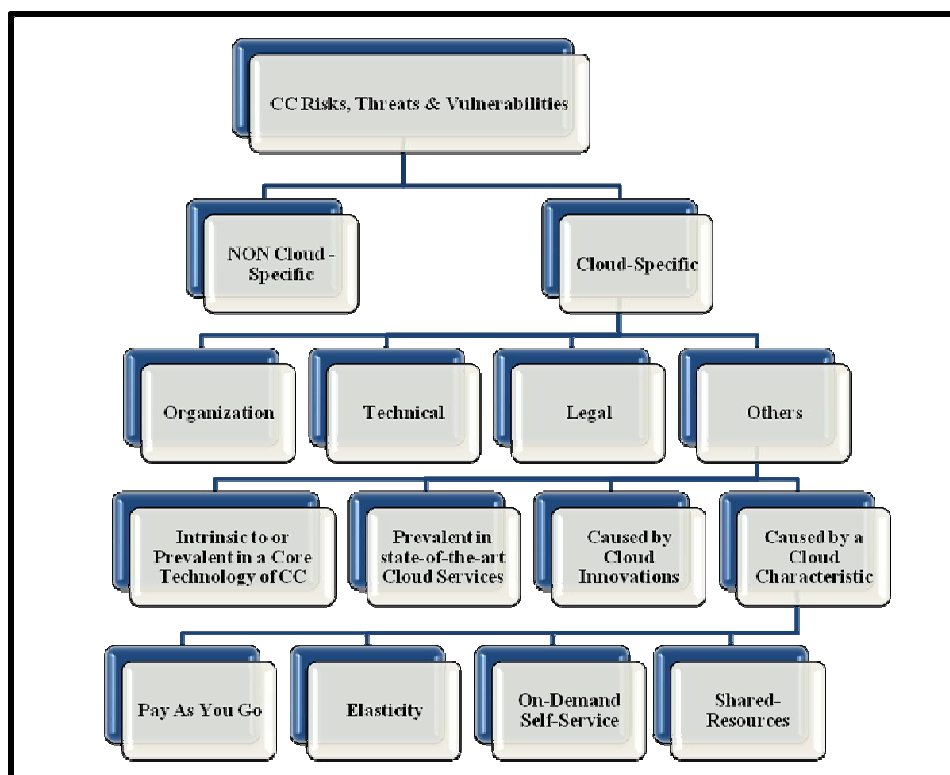 CC Risks, Threats & Vulnerabilities
NON Cloud -
Specific
Cloud-Specific
Organization
Technical
Legal
Others
Intrinsic to or
Prevalent in a Core
Technology of CC
Prevalent in
state-of-the-art
Cloud Services
Caused by
Cloud
Innovations
Caused by a
Cloud
Characteristic
Pay As You Go
Elasticity
On-Demand
Self-Service
Shared-
Resources